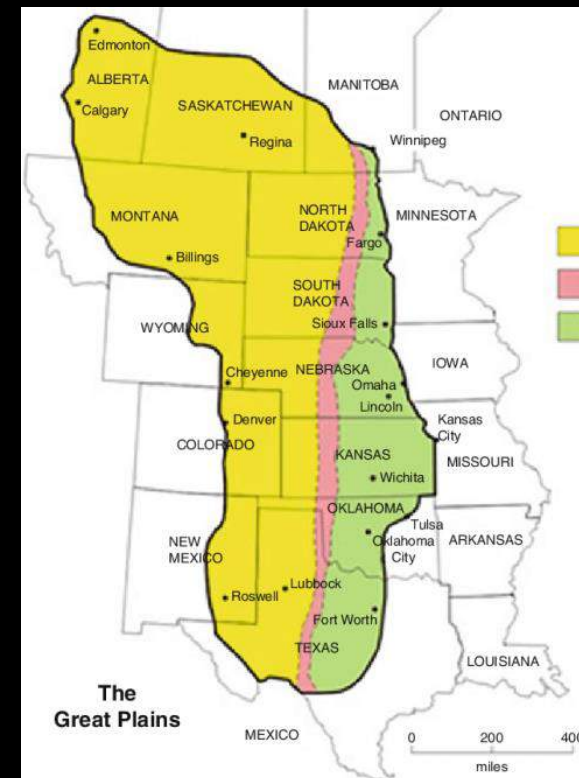 Edmonton
ALBERTA
MANITOBA
Calgary
SASKATCHEWAN
ONTARIO
Regina
Winnipeg
MONTANA
NORTH
DAKOTA
MINNESOTA
Fargo
Billings
SOUTH
DAKOTA
WYOMING
Sioux Falls
IOWA
Cheyenne
NEBRASKA
Omaha
Lincoln
Denver
Kansas
City
COLORADO
KANSAS
MISSOURI
Wichita
OKLAHOMA
Tulsa
NEW
MEXICO
Oklahoma
City
ARKANSAS
Lubbock
Roswell
Fort Worth
TEXAS
LOUISIANA
The
Great Plains
MEXICO
0 200 400
miles